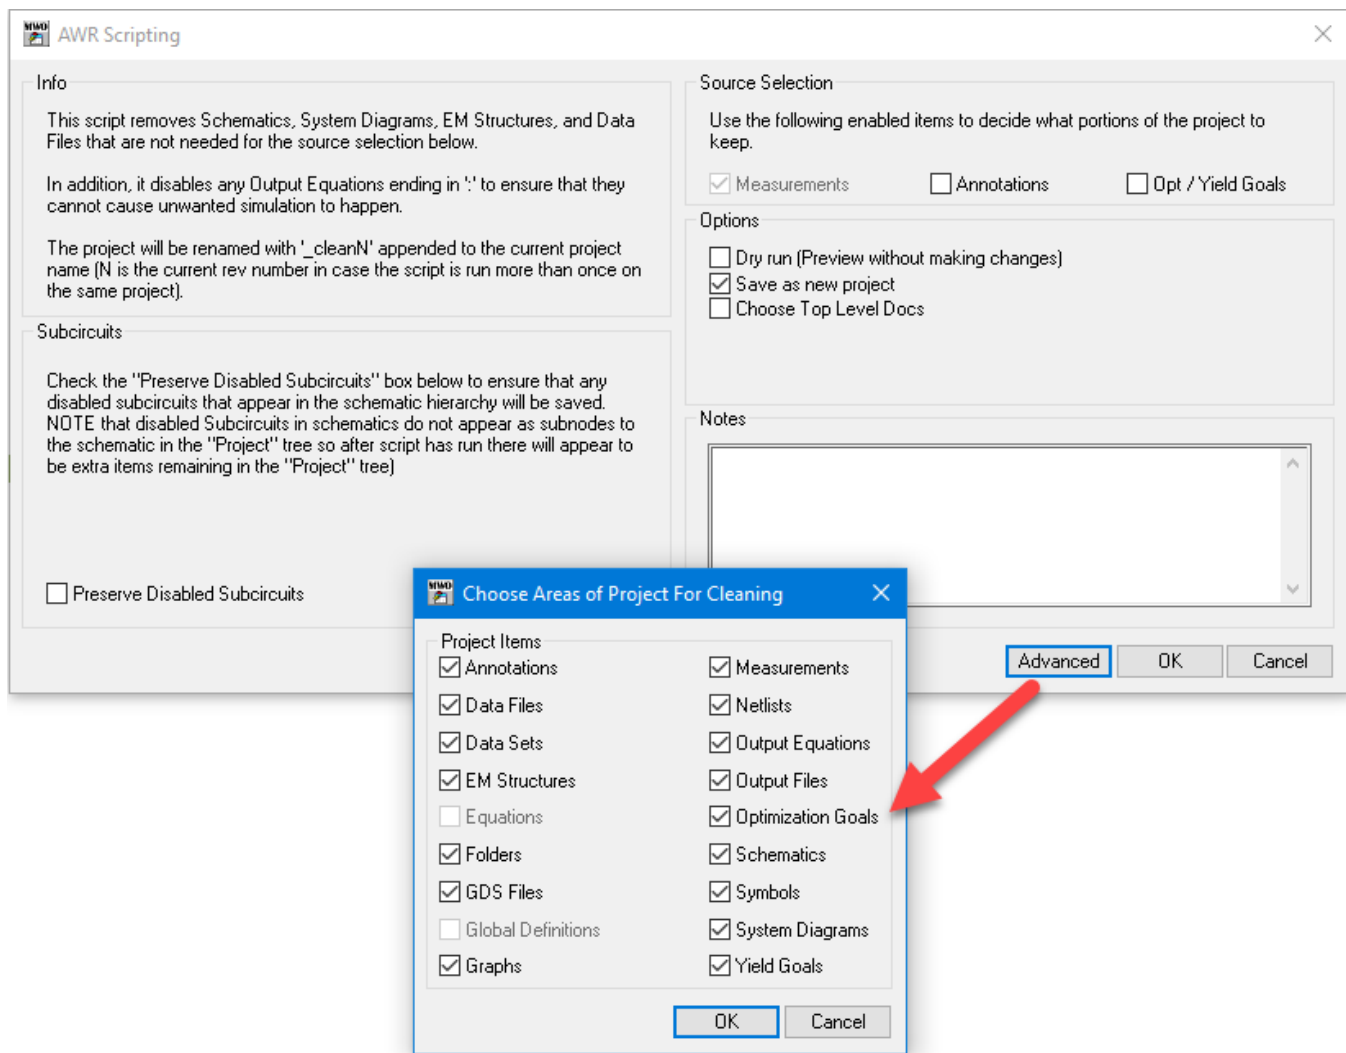 AWR Scripting
Info
This script removes Schematics, System Diagrams, EM Structures, and Data
Files that are not needed for the source selection below.
In addition, it disables any Output Equations ending in ':' to ensure that they
cannot cause unwanted simulation to happen.
The project will be renamed with '_cleanN' appended to the current project
name (N is the current rev number in case the script is run more than once on
the same project).
Subcircuits
Check the "Preserve Disabled Subcircuits" box below to ensure that any
disabled subcircuits that appear in the schematic hierarchy will be saved.
NOTE that disabled Subcircuits in schematics do not appear as subnodes to
the schematic in the "Project" tree so after script has run there will appear to
be extra items remaining in the "Project" tree)
Preserve Disabled Subcircuits
Source Selection
Use the following enabled items to decide what portions of the project to
keep.
Measurements Annotations Opt / Yield Goals
Options
Dry run (Preview without making changes)
Save as new project
Choose Top Level Docs
Notes
Advanced OK Cancel
MWO
Choose Areas of Project For Cleaning
Project Items
Annotations Measurements
Data Files Netlists
Data Sets Output Equations
EM Structures Output Files
Equations Optimization Goals
Folders Schematics
GDS Files Symbols
Global Definitions System Diagrams
Graphs Yield Goals
OK Cancel